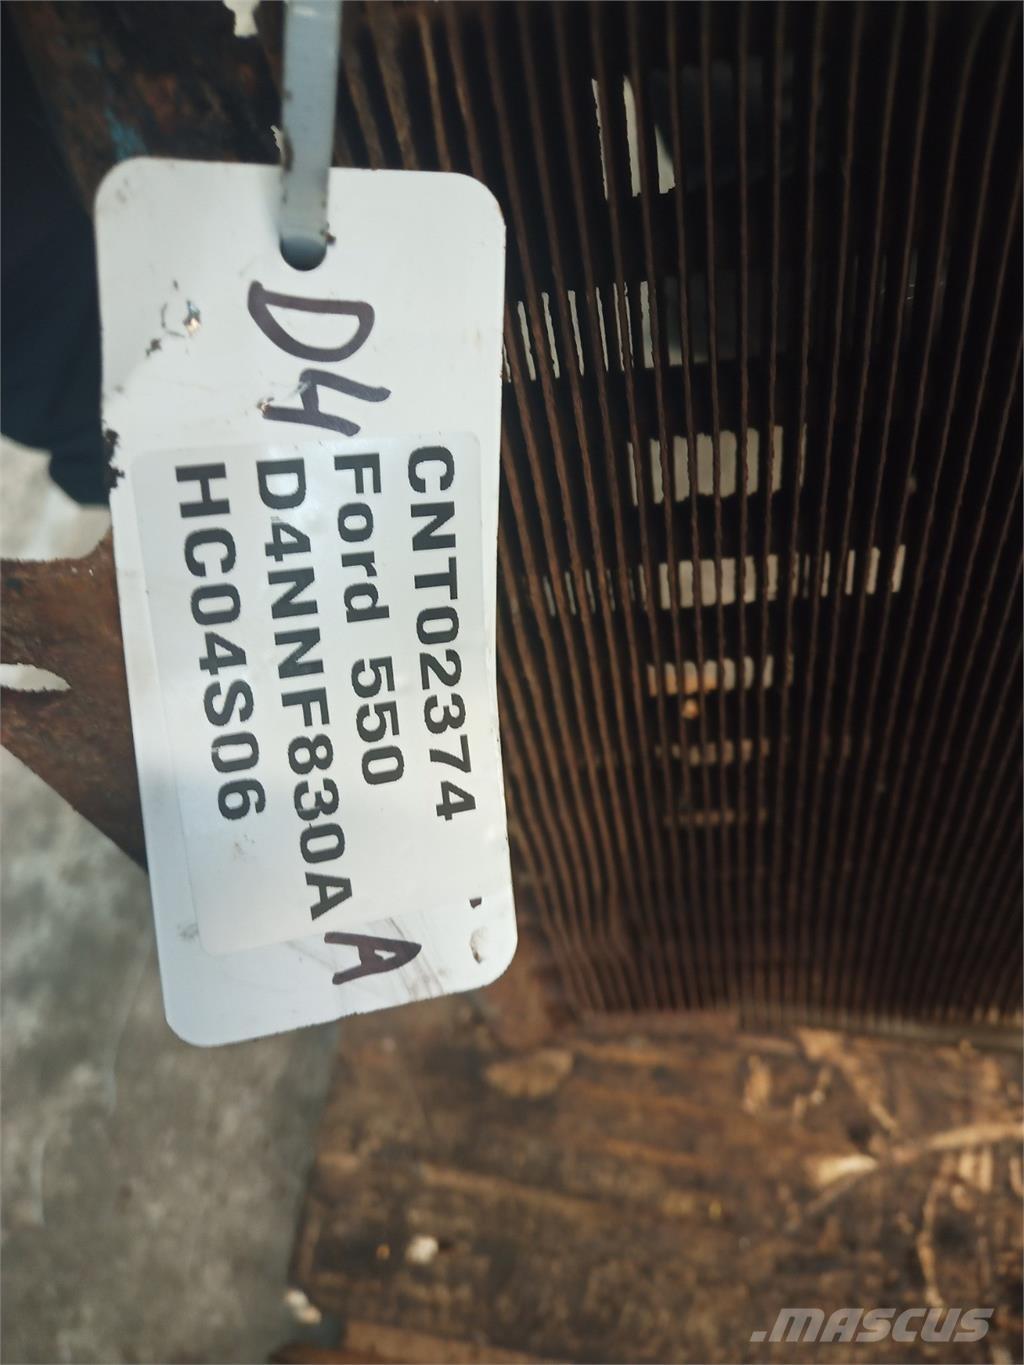 D4
CNT02374
Ford 550
D4NNF830A
A
HC04S06
.MASCUS